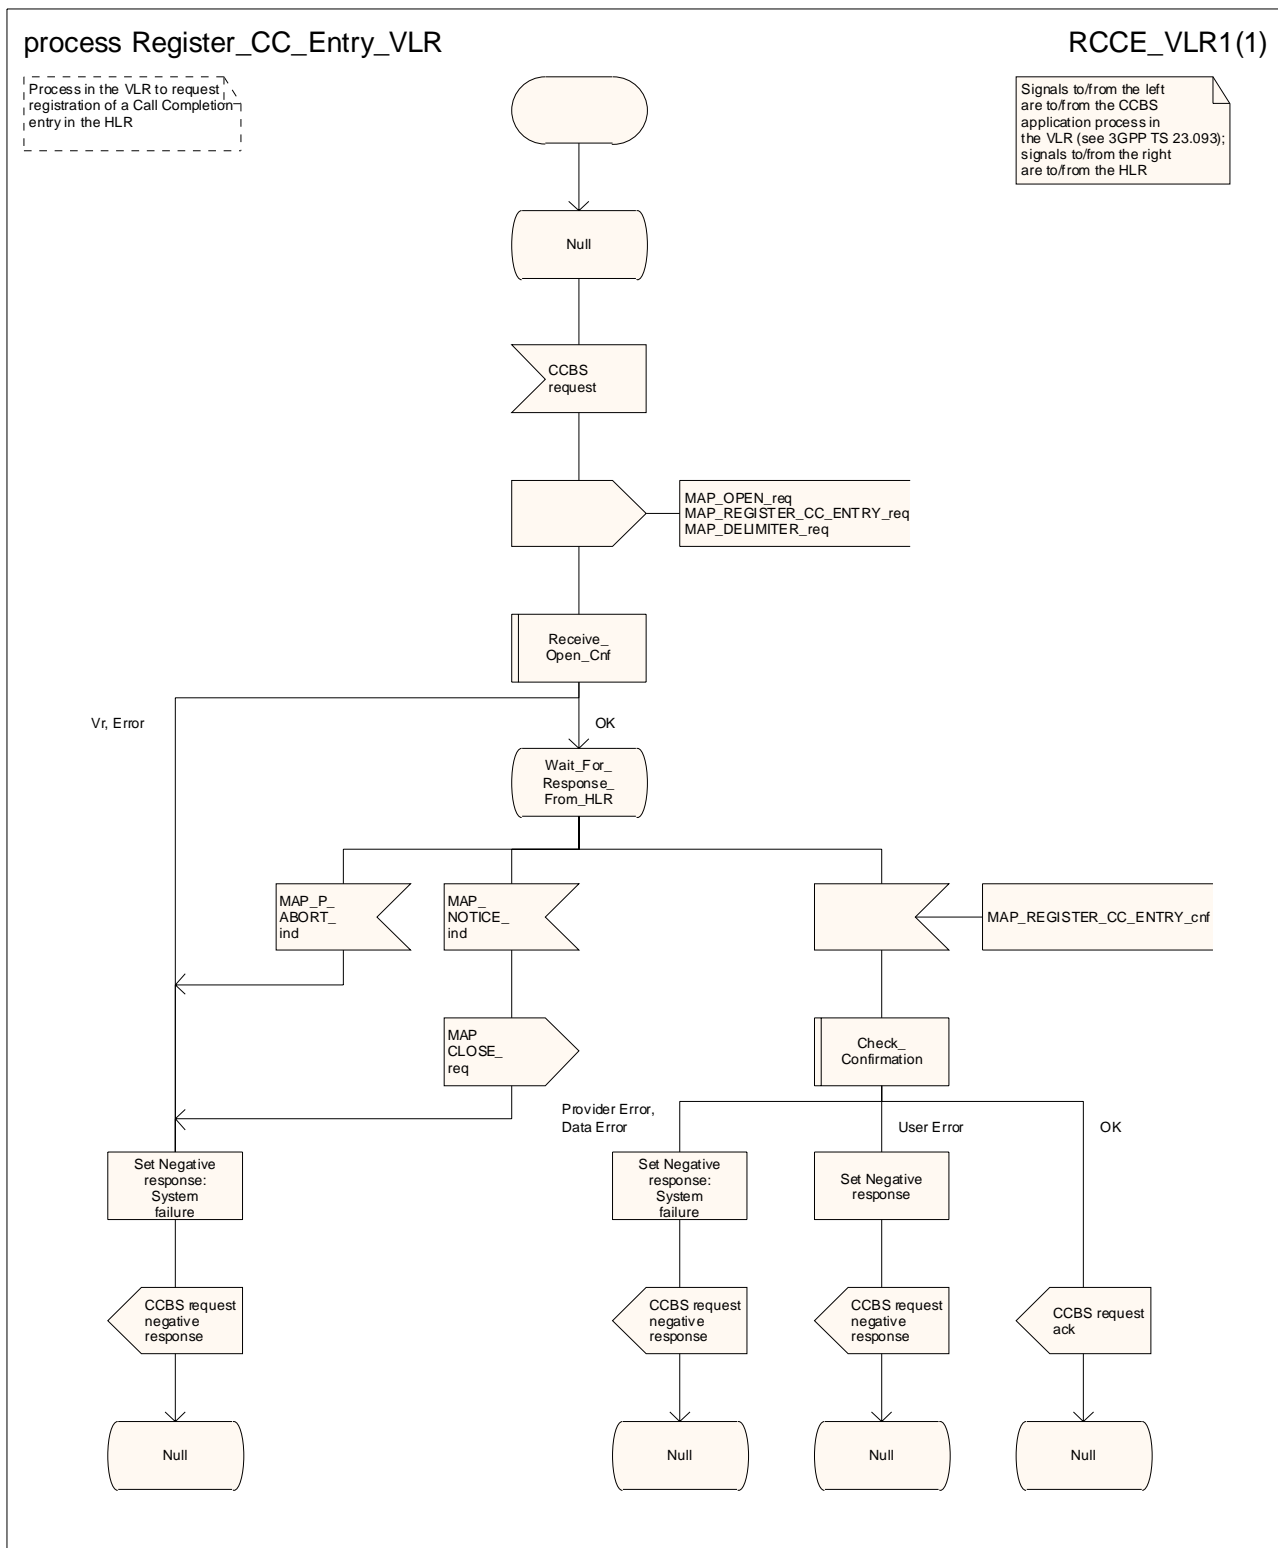 process Register_CC_Entry_VLR
RCCE_VLR1(1)
Process in the VLR to request
registration of a Call Completion
entry in the HLR
Signals to/from the left
are to/from the CCBS
application process in
the VLR (see 3GPP TS 23.093);
signals to/from the right
are to/from the HLR
Null
CCBS
request
MAP_OPEN_req
MAP_REGISTER_CC_ENTRY_req
MAP_DELIMITER_req
Receive_
Open_Cnf
Vr, Error
OK
Wait_For_
Response_
From_HLR
MAP_P_
ABORT_
ind
MAP_
NOTICE_
ind
MAP_REGISTER_CC_ENTRY_cnf
MAP
CLOSE_
req
Check_
Confirmation
Provider Error,
Data Error
User Error
OK
Set Negative
response:
System
failure
Set Negative
response:
System
failure
Set Negative
response
CCBS request
negative
response
CCBS request
negative
response
CCBS request
negative
response
CCBS request
ack
Null
Null
Null
Null